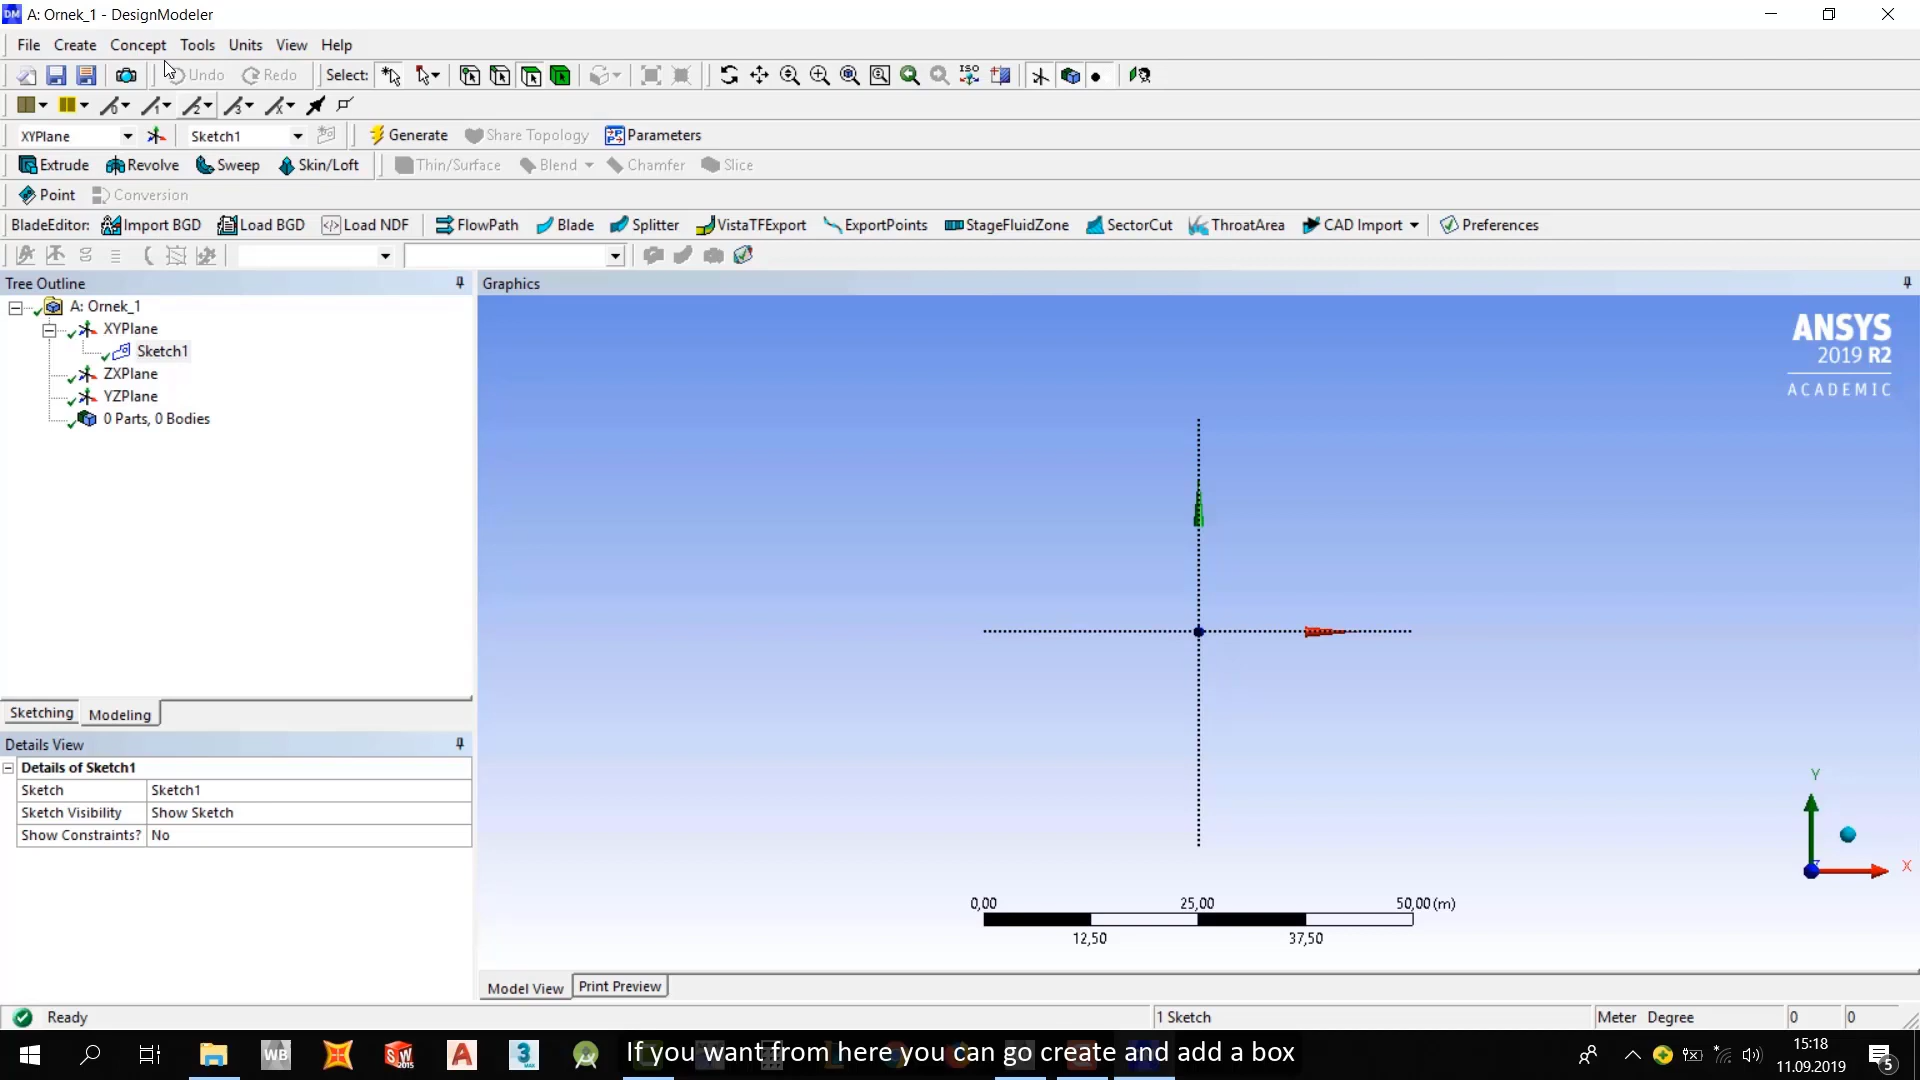 A: Ornek_1 - DesignModeler
File Create Concept Tools Units View Help
Undo Redo Select: ISO
XYPlane Sketch1 Generate Share Topology Parameters
Extrude Revolve Sweep Skin/Loft Thin/Surface Blend Chamfer Slice
Point Conversion
BladeEditor: Import BGD Load BGD Load NDF FlowPath Blade Splitter VistaTFExport ExportPoints StageFluidZone SectorCut ThroatArea CAD Import Preferences
Tree Outline
A: Ornek_1
XYPlane
Sketch1
ZXPlane
YZPlane
0 Parts, 0 Bodies
Sketching Modeling
Details View
Details of Sketch1
Sketch Sketch1
Sketch Visibility Show Sketch
Show Constraints? No
Graphics
ANSYS
2019 R2
ACADEMIC
Y
X
0,00 25,00 50,00 (m)
12,50 37,50
Model View Print Preview
Ready 1 Sketch Meter Degree 0 0
If you want from here you can go create and add a box
15:18
11.09.2019
5